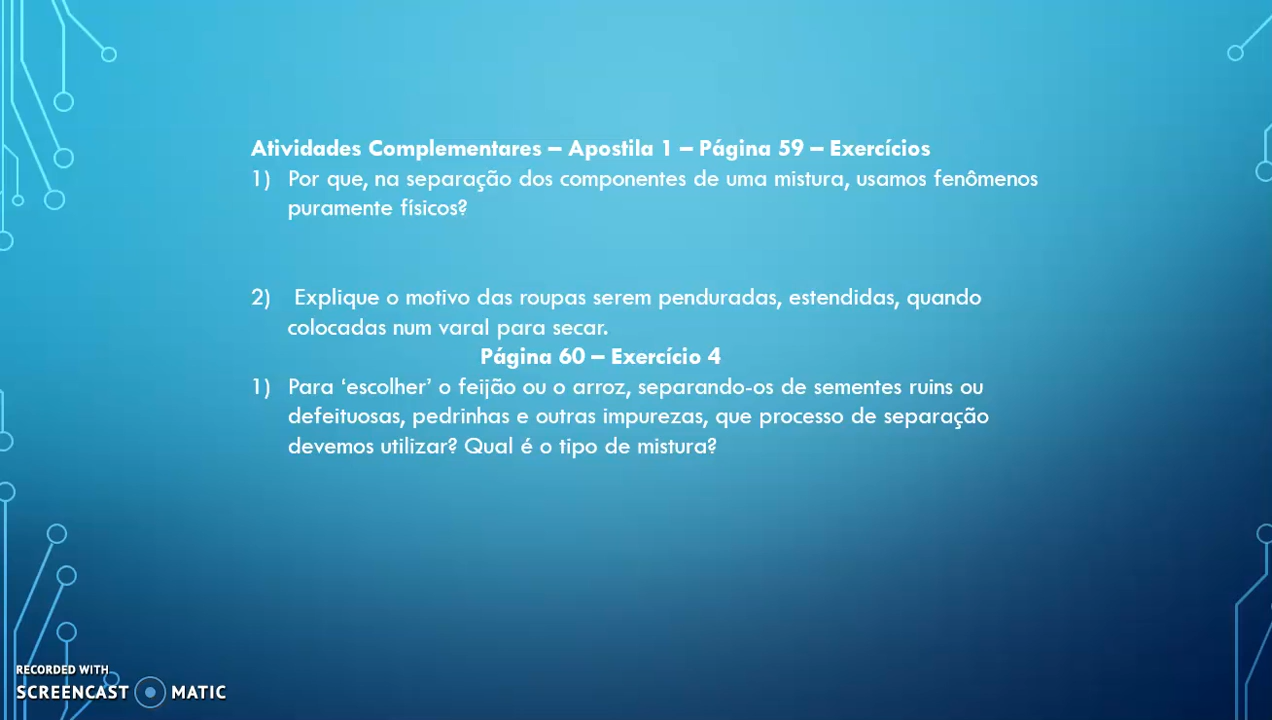 Atividades Complementares – Apostila 1 – Página 59 – Exercícios
1) Por que, na separação dos componentes de uma mistura, usamos fenômenos
puramente físicos?
2) Explique o motivo das roupas serem penduradas, estendidas, quando
colocadas num varal para secar.
Página 60 – Exercício 4
1) Para ‘escolher’ o feijão ou o arroz, separando-os de sementes ruins ou
defeituosas, pedrinhas e outras impurezas, que processo de separação
devemos utilizar? Qual é o tipo de mistura?
RECORDED WITH
SCREENCAST MATIC